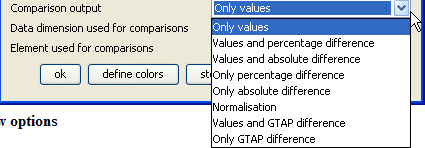 Comparison output
Only values
Data dimension used for comparisons
Element used for comparisons
ok
define colors
Only values
Values and percentage difference
Values and absolute difference
Only percentage difference
Only absolute difference
Normalisation
Values and GTAP difference
Only GTAP difference
options